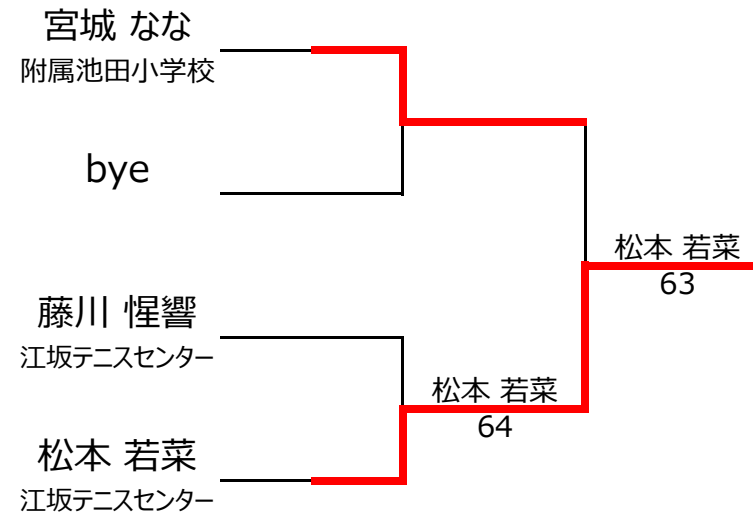 宮城 なな
附属池田小学校
bye
藤川 惺響
江坂テニスセンター
松本 若菜
江坂テニスセンター
松本 若菜
64
松本 若菜
63